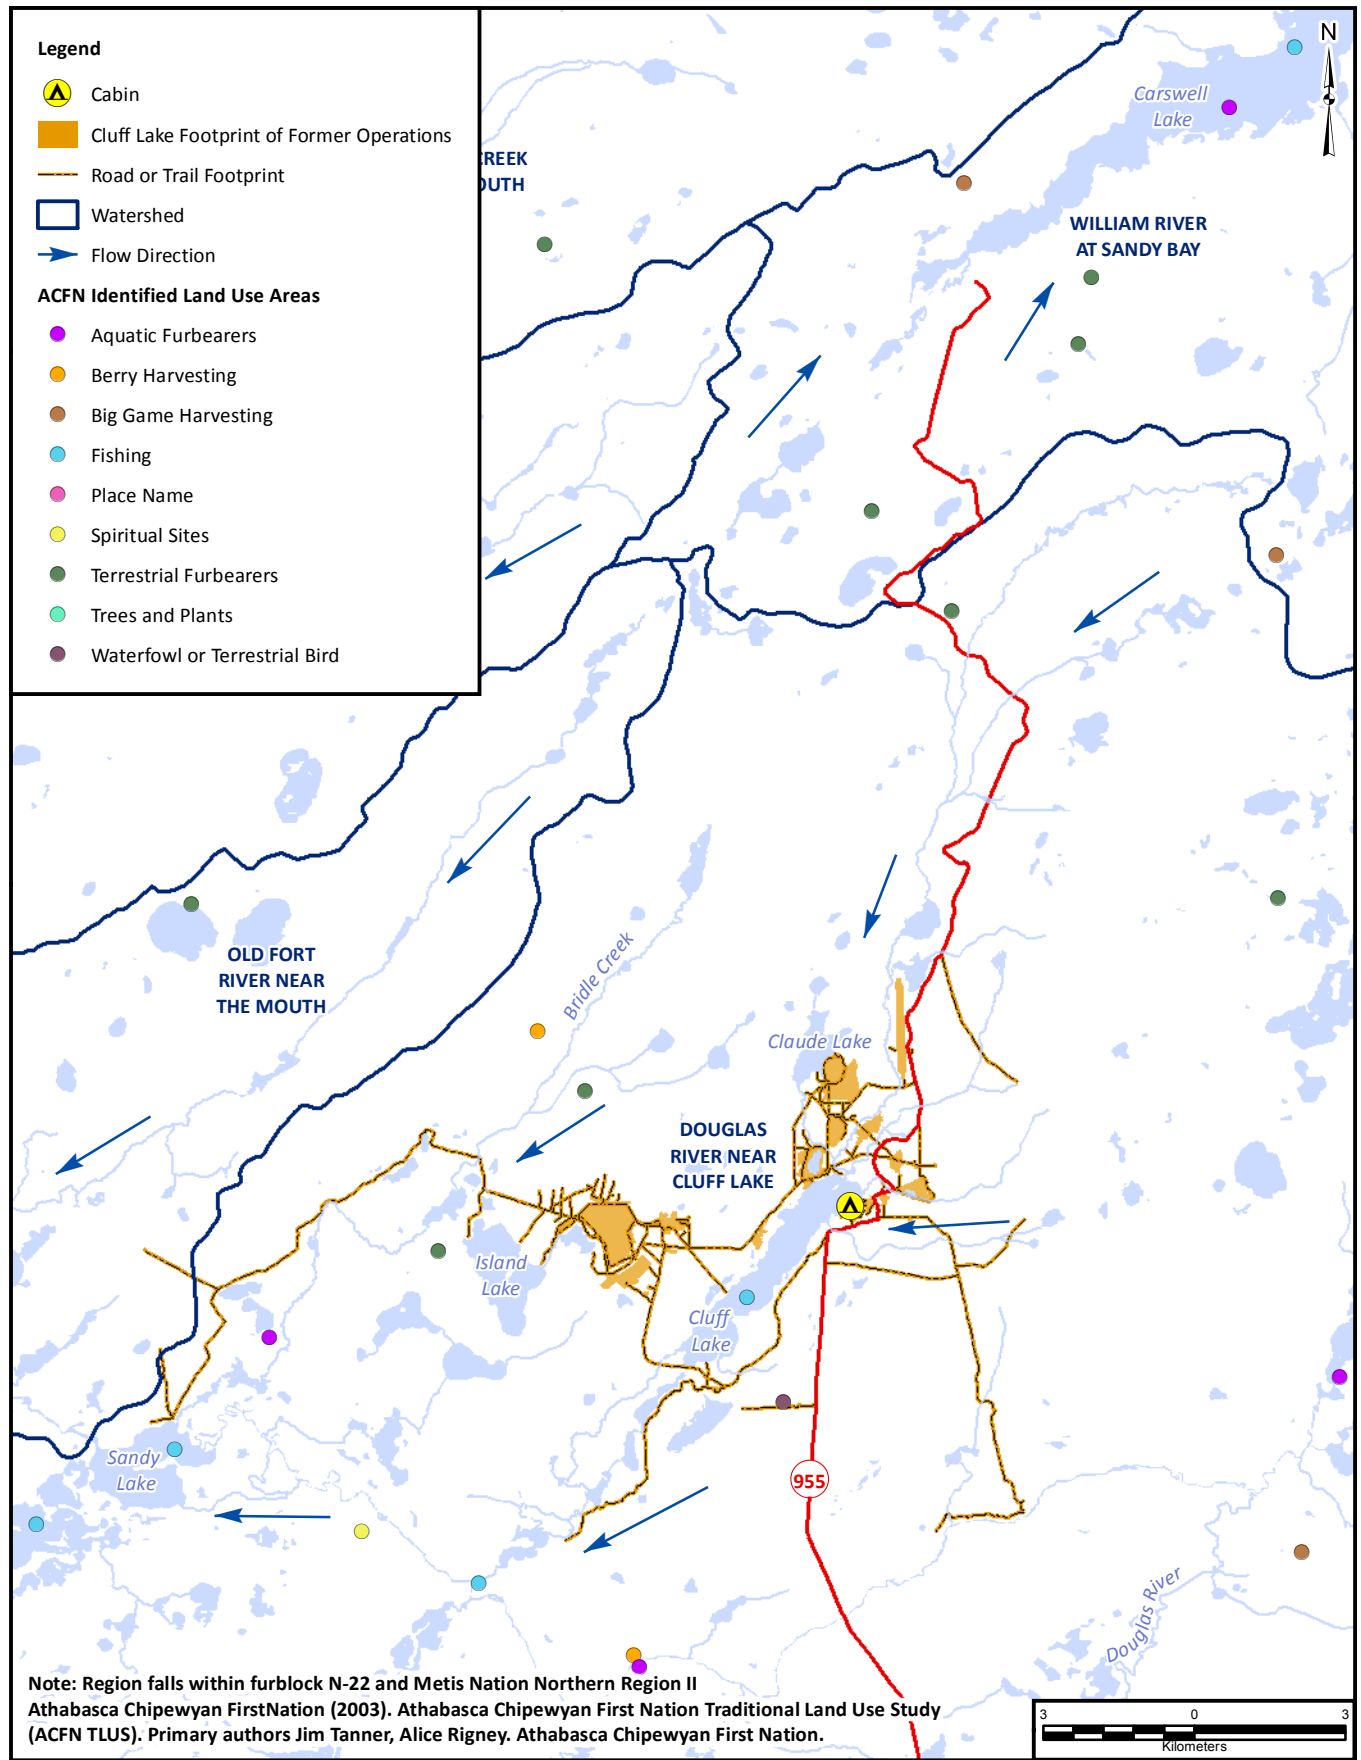 Legend
Cabin
Cluff Lake Footprint of Former Operations
Road or Trail Footprint
Watershed
Flow Direction
ACFN Identified Land Use Areas
Aquatic Furbearers
Berry Harvesting
Big Game Harvesting
Fishing
Place Name
Spiritual Sites
Terrestrial Furbearers
Trees and Plants
Waterfowl or Terrestrial Bird
N
Carswell
Lake
CREEK
OUTH
WILLIAM RIVER
AT SANDY BAY
OLD FORT
RIVER NEAR
THE MOUTH
Bridle Creek
Claude Lake
DOUGLAS
RIVER NEAR
CLUFF LAKE
Island
Lake
Cluff
Lake
Sandy
Lake
955
Douglas River
Note: Region falls within furblock N-22 and Metis Nation Northern Region II
Athabasca Chipewyan FirstNation (2003). Athabasca Chipewyan First Nation Traditional Land Use Study
(ACFN TLUS). Primary authors Jim Tanner, Alice Rigney. Athabasca Chipewyan First Nation.
3 0 3
Kilometers